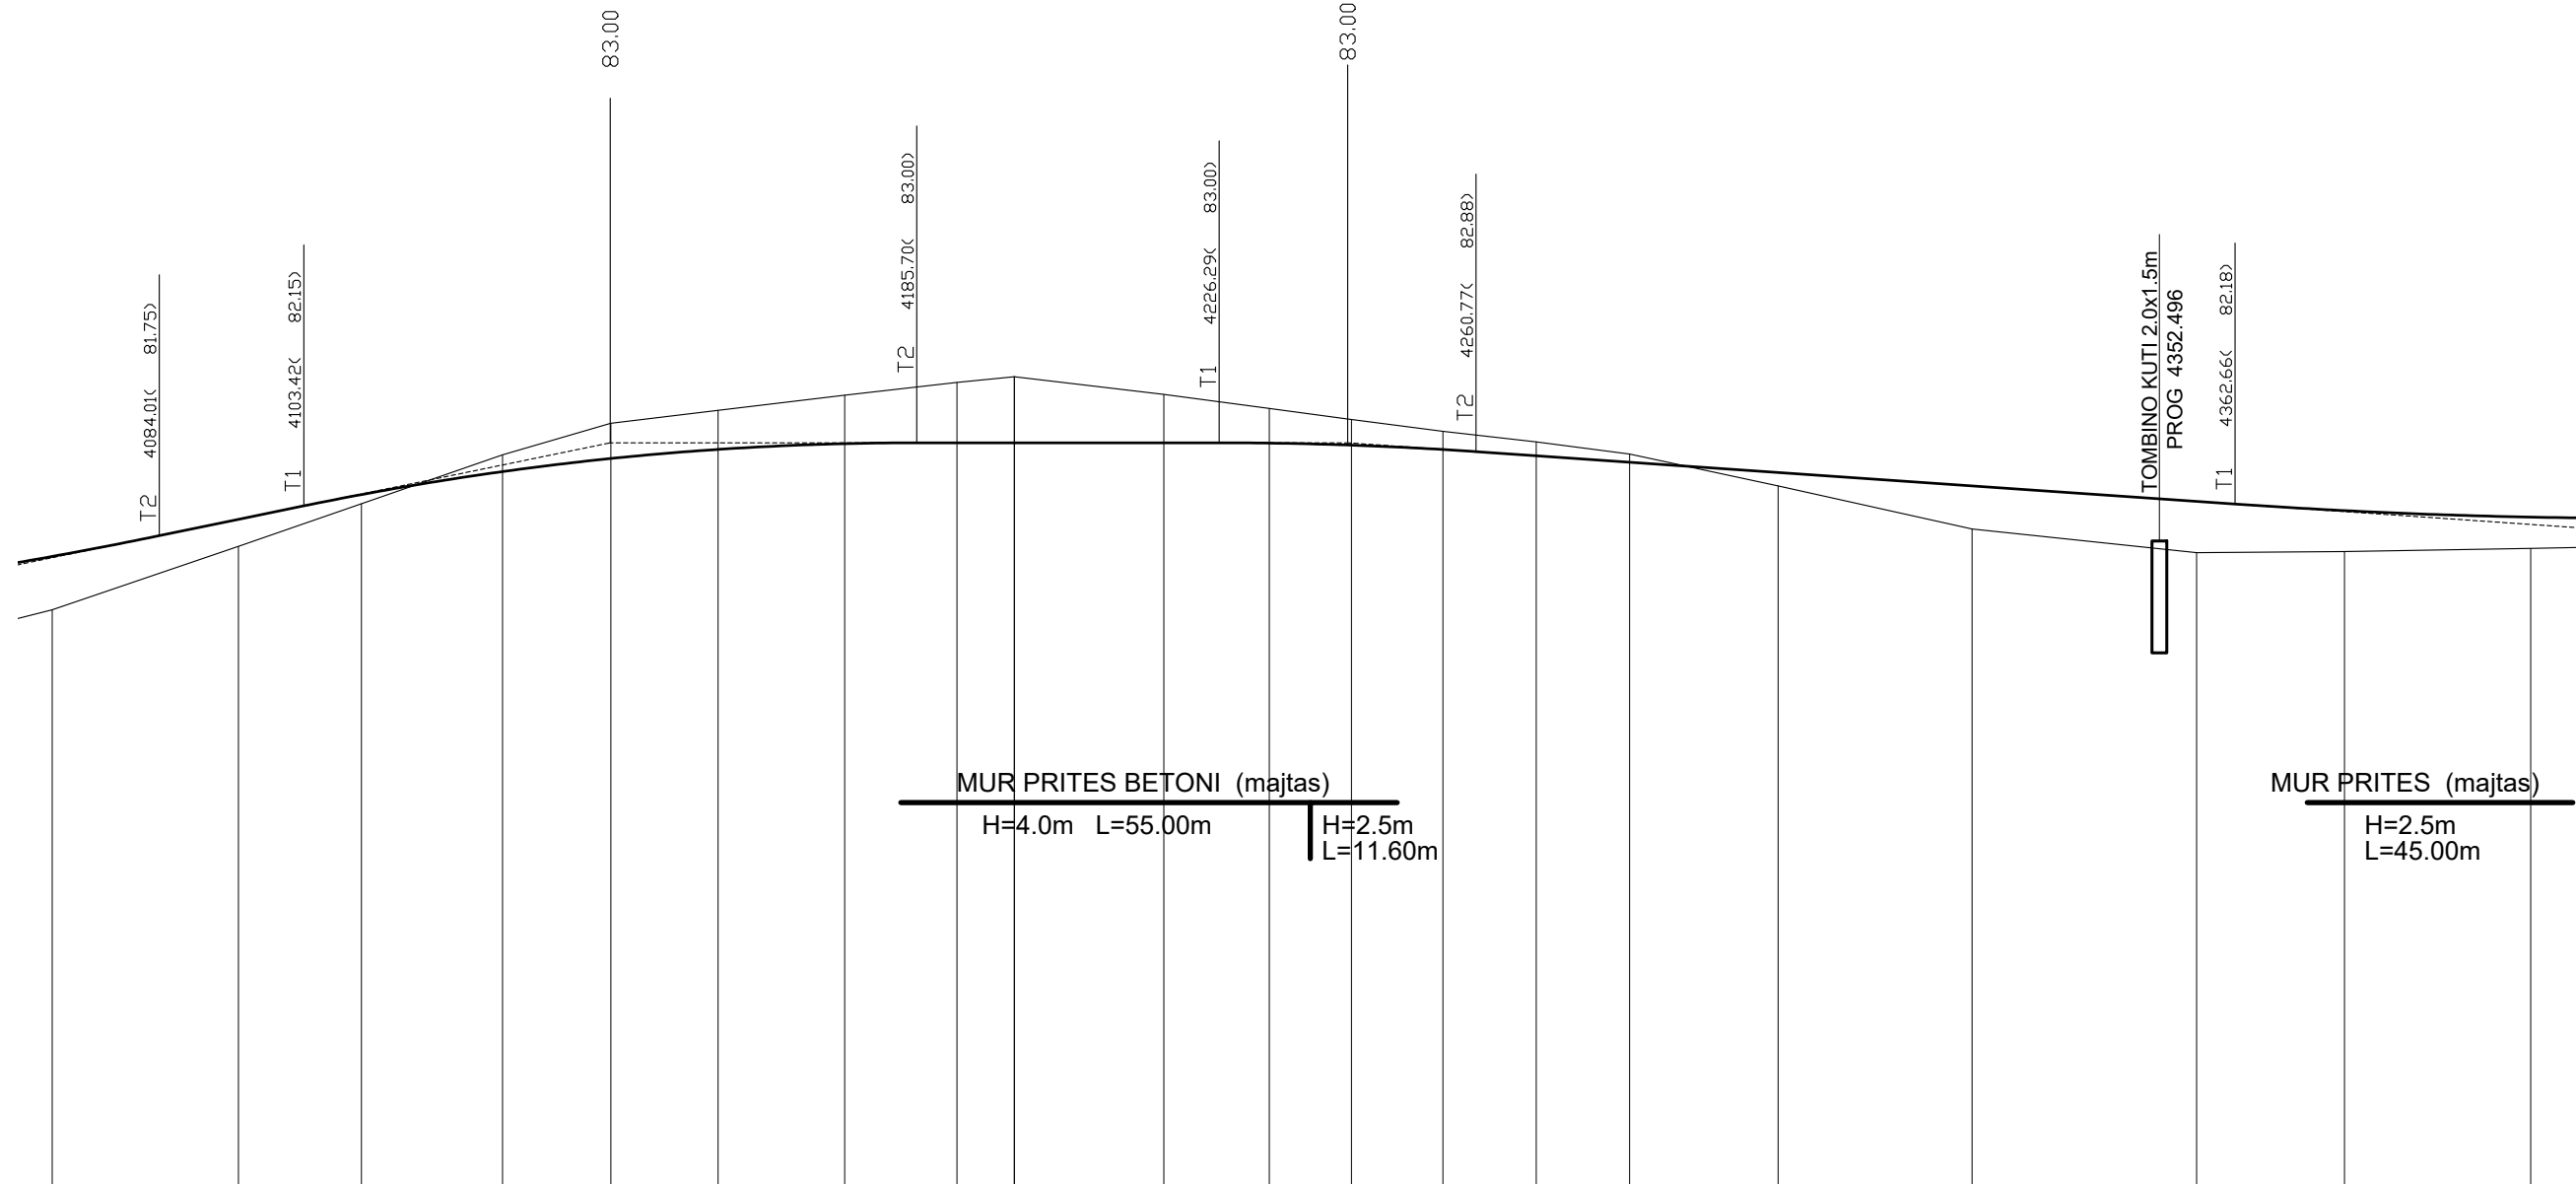 83.00
83.00
T2 4084.01( 81.75)
T1 4103.42( 82.15)
T2 4185.70( 83.00)
T1 4226.29( 83.00)
T2 4260.77( 82.88)
TOMBINO KUTI 2.0x1.5m
PROG 4352.496
T1 4362.66( 82.18)
MUR PRITES BETONI (majtas)
H=4.0m L=55.00m
H=2.5m
L=11.60m
MUR PRITES (majtas)
H=2.5m
L=45.00m